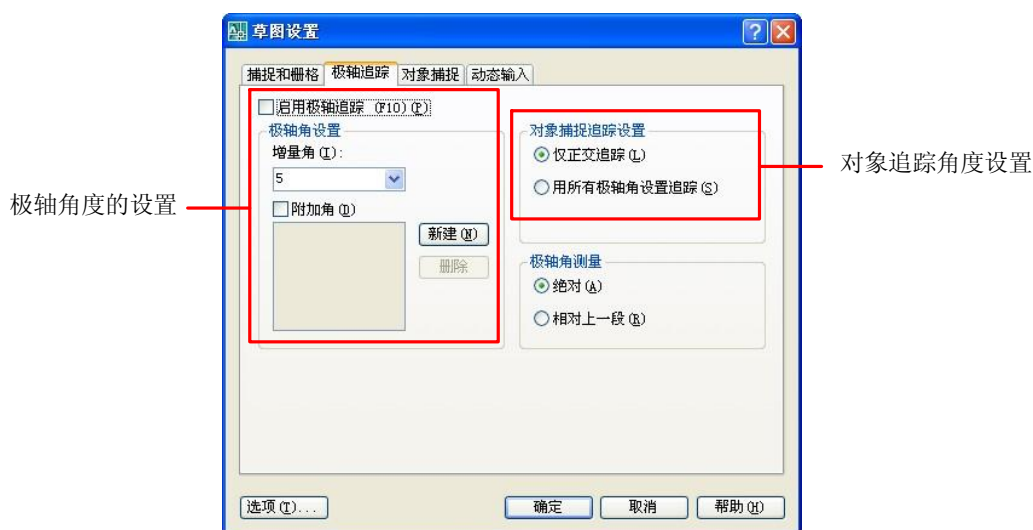 草图设置
捕捉和栅格 极轴追踪 对象捕捉 动态输入
启用极轴追踪 (F10)(P)
极轴角设置
增量角(I):
5
附加角(D)
新建(N)
删除
对象捕捉追踪设置
仅正交追踪(L)
用所有极轴角设置追踪(S)
极轴角测量
绝对(A)
相对上一段(R)
选项(T)...
确定
取消
帮助(H)
极轴角度的设置
对象追踪角度设置